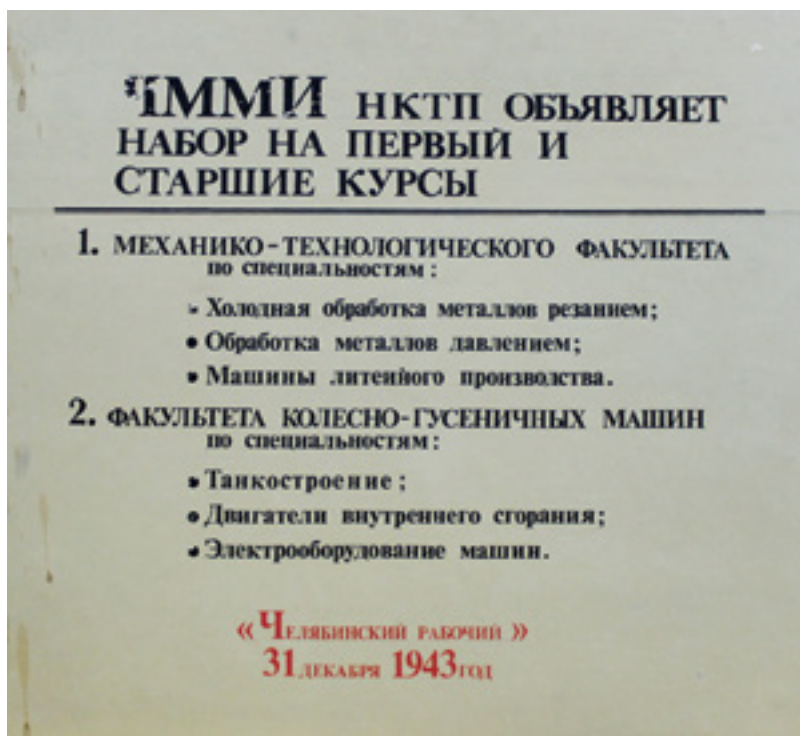 ЧММИ НКТП ОБЪЯВЛЯЕТ
НАБОР НА ПЕРВЫЙ И
СТАРШИЕ КУРСЫ
1. МЕХАНИКО-ТЕХНОЛОГИЧЕСКОГО ФАКУЛЬТЕТА
по специальностям:
• Холодная обработка металлов резанием;
• Обработка металлов давлением;
• Машины литейного производства.
2. ФАКУЛЬТЕТА КОЛЕСНО-ГУСЕНИЧНЫХ МАШИН
по специальностям:
• Танкостроение;
• Двигатели внутреннего сгорания;
• Электрооборудование машин.
«Челябинский рабочий»
31 декабря 1943 год